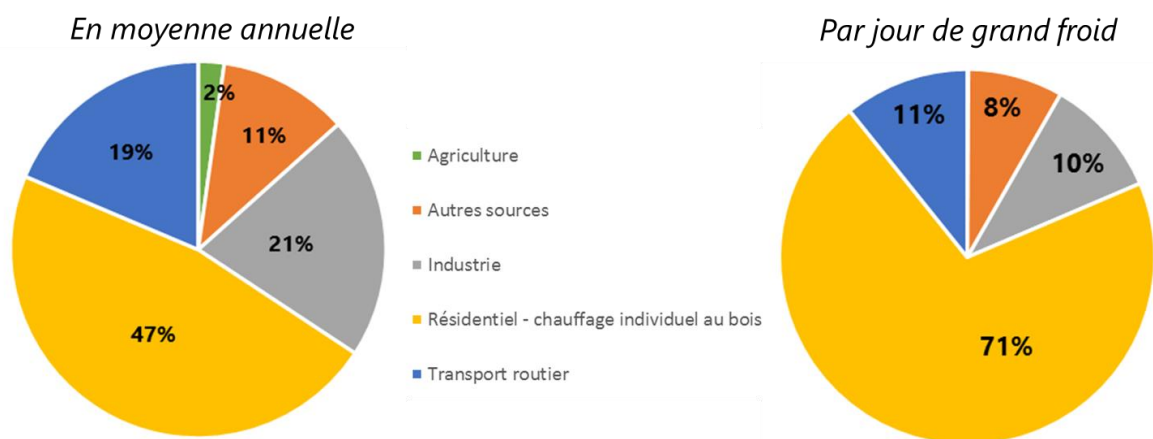 En moyenne annuelle
2%
11%
19%
21%
47%
Agriculture
Autres sources
Industrie
Résidentiel - chauffage individuel au bois
Transport routier
Par jour de grand froid
11%
8%
10%
71%